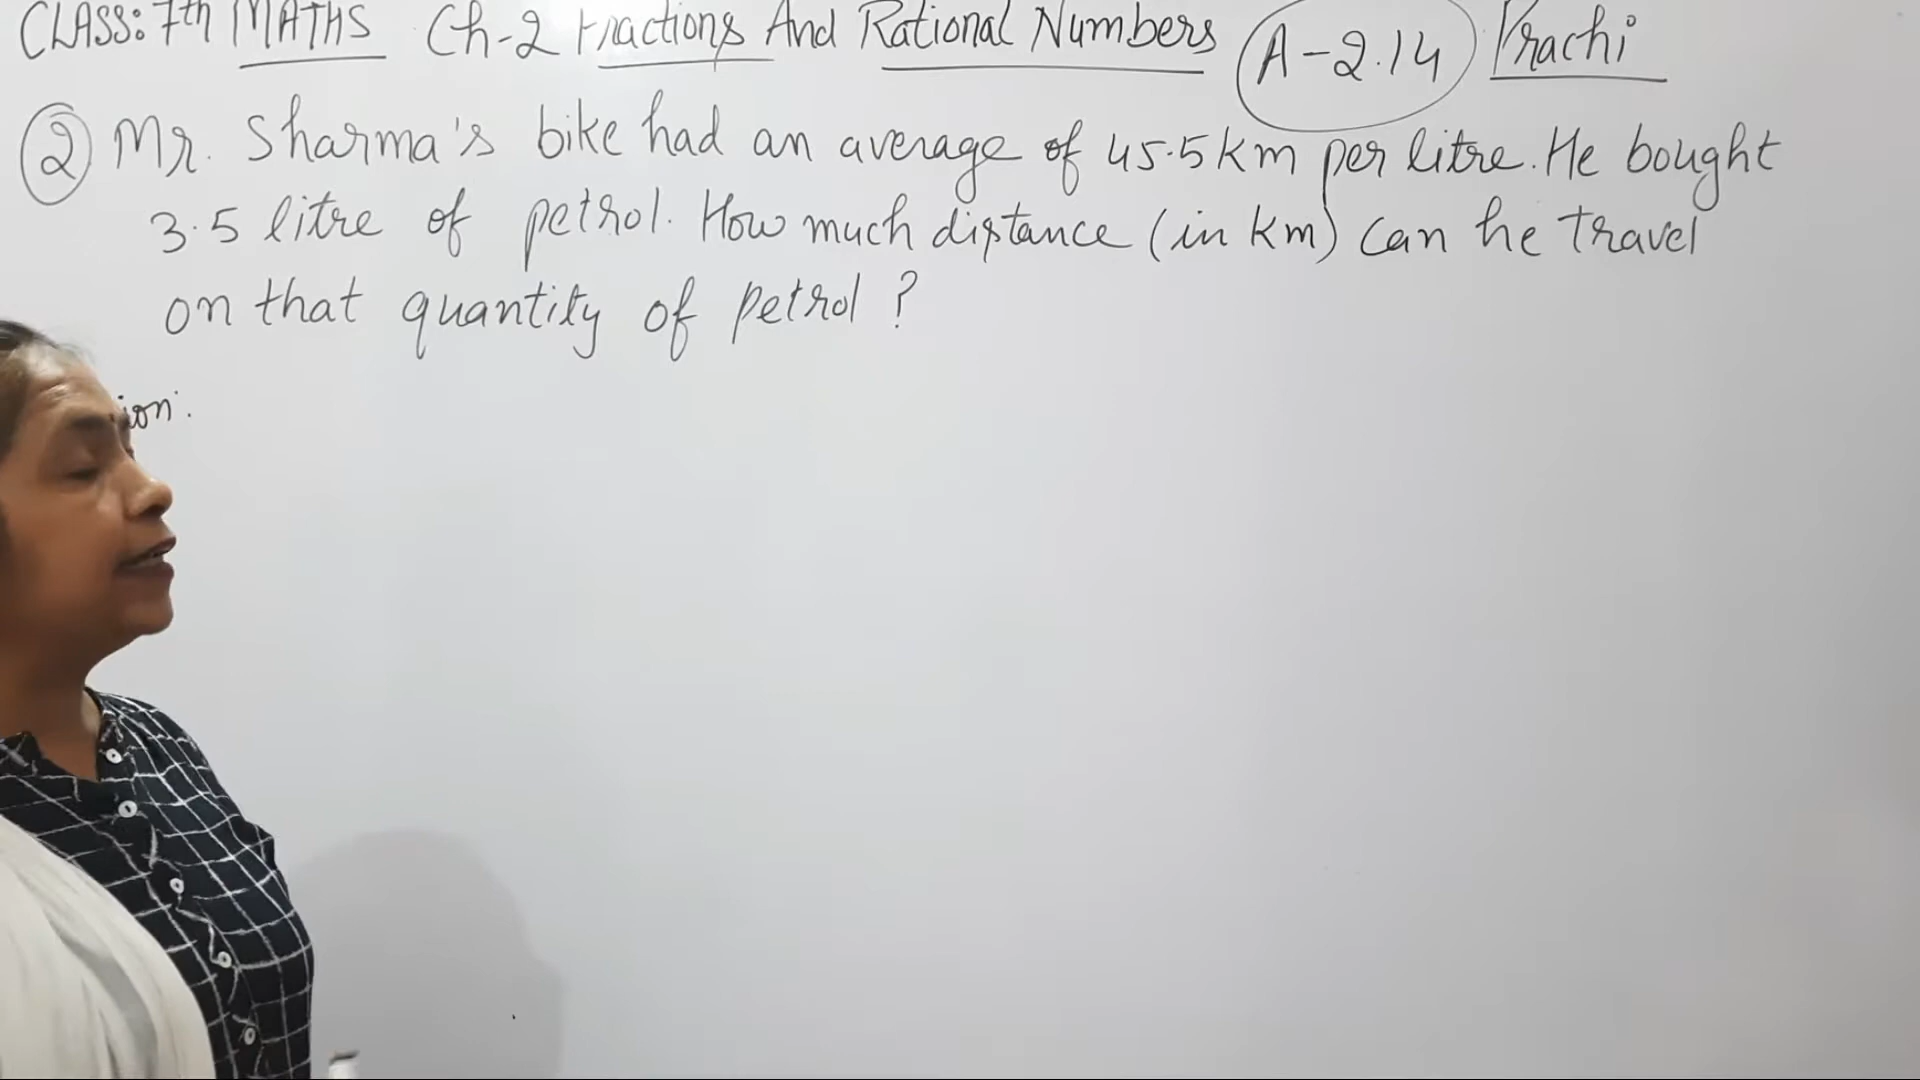 CLASS: 7th MATHS Ch-2 Fractions And Rational Numbers A-2.14 Prachi
2 Mr. Sharma's bike had an average of 45.5 km per litre. He bought
3.5 litre of petrol. How much distance (in km) can he travel
on that quantity of petrol ?
ion: